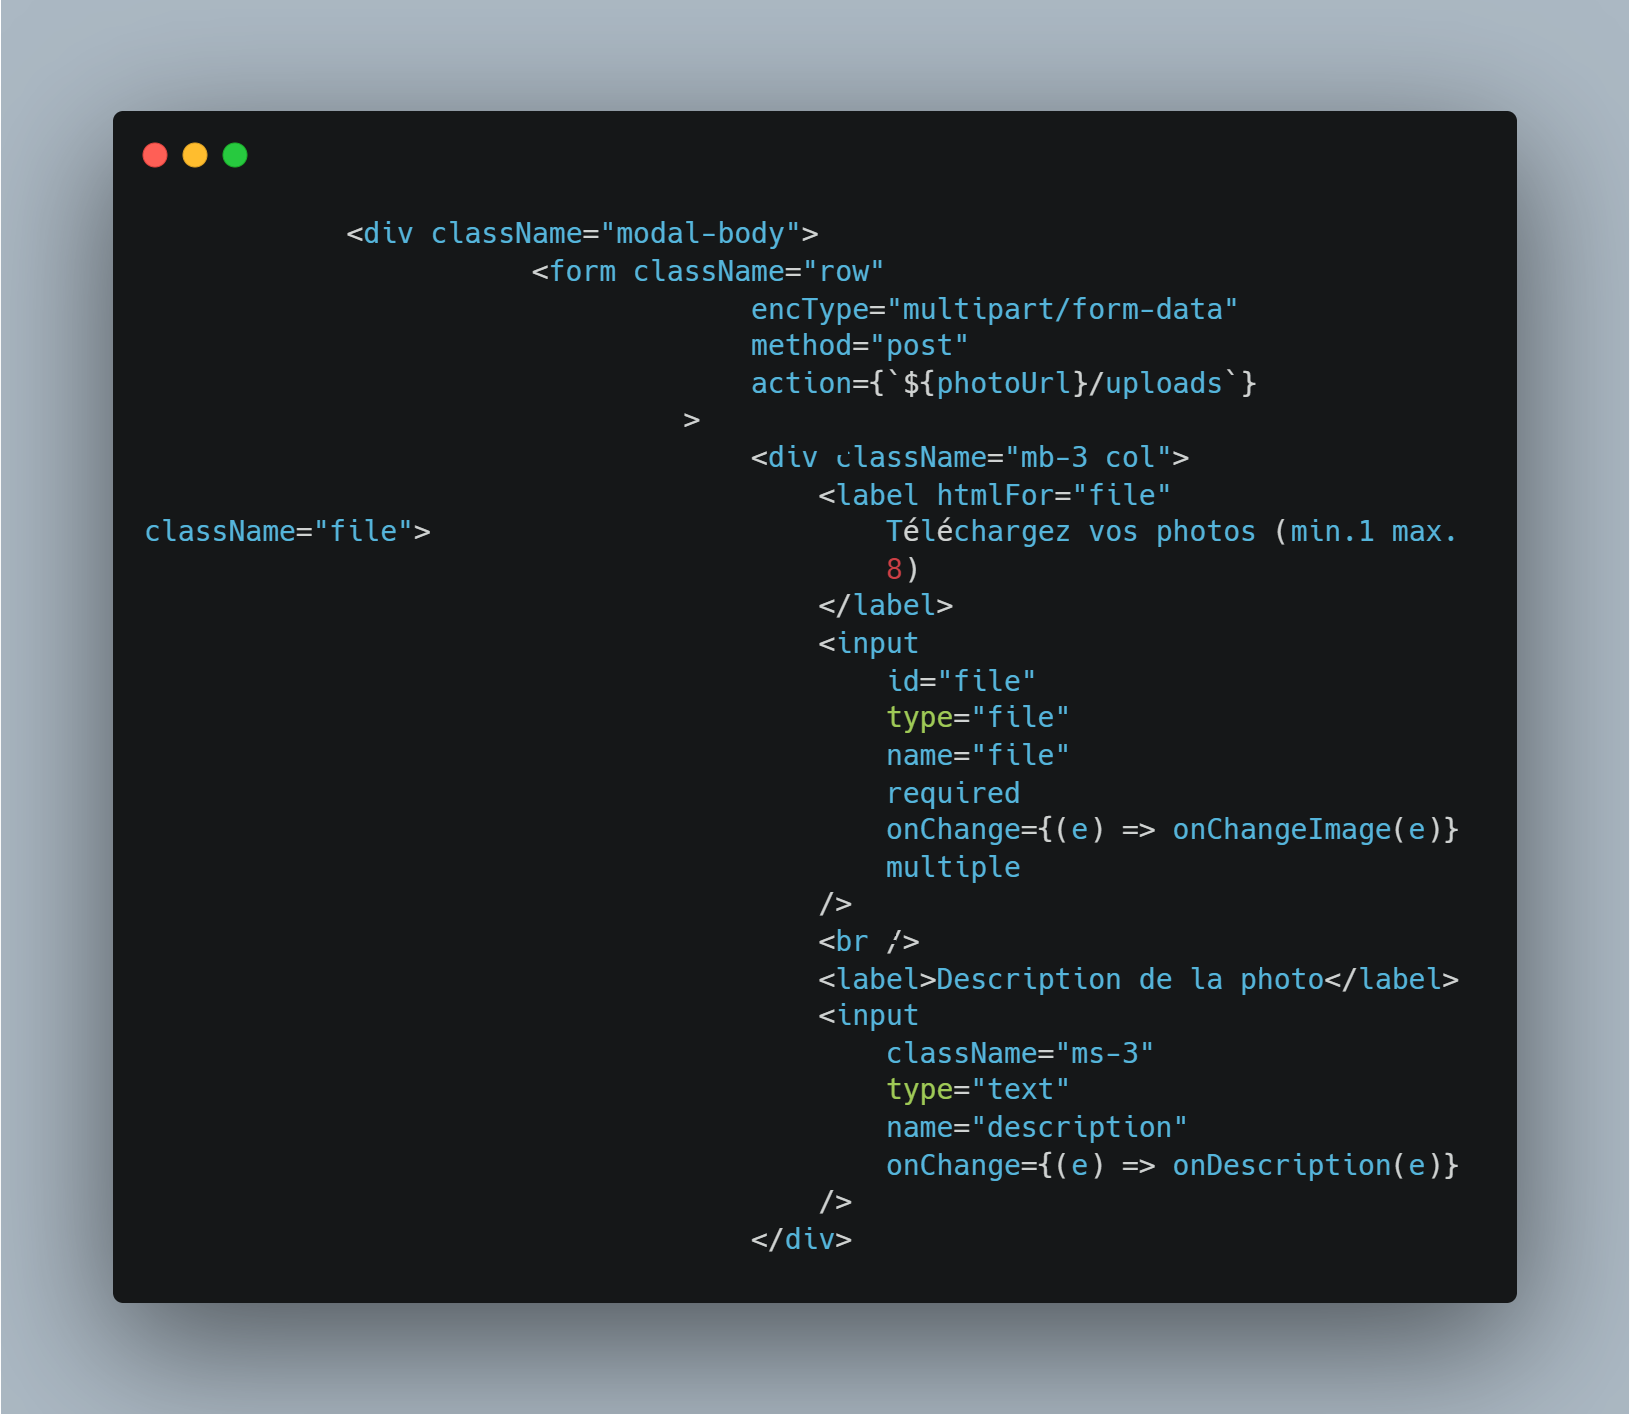 <div className="modal-body">
<form className="row"
encType="multipart/form-data"
method="post"
action={`${photoUrl}/uploads`}
>
<div className="mb-3 col">
<label htmlFor="file"
className="file"> Téléchargez vos photos (min.1 max.
8)
</label>
<input
id="file"
type="file"
name="file"
required
onChange={(e) => onChangeImage(e)}
multiple
/>
<br />
<label>Description de la photo</label>
<input
className="ms-3"
type="text"
name="description"
onChange={(e) => onDescription(e)}
/>
</div>